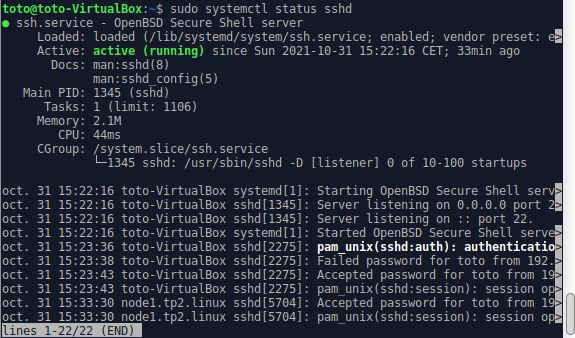 toto@toto-VirtualBox:~$ sudo systemctl status sshd
● ssh.service - OpenBSD Secure Shell server
Loaded: loaded (/lib/systemd/system/ssh.service; enabled; vendor preset: e>
Active: active (running) since Sun 2021-10-31 15:22:16 CET; 33min ago
Docs: man:sshd(8)
man:sshd_config(5)
Main PID: 1345 (sshd)
Tasks: 1 (limit: 1106)
Memory: 2.1M
CPU: 44ms
CGroup: /system.slice/ssh.service
└─1345 sshd: /usr/sbin/sshd -D [listener] 0 of 10-100 startups
oct. 31 15:22:16 toto-VirtualBox systemd[1]: Starting OpenBSD Secure Shell serv>
oct. 31 15:22:16 toto-VirtualBox sshd[1345]: Server listening on 0.0.0.0 port 2>
oct. 31 15:22:16 toto-VirtualBox sshd[1345]: Server listening on :: port 22.
oct. 31 15:22:16 toto-VirtualBox systemd[1]: Started OpenBSD Secure Shell serve>
oct. 31 15:23:36 toto-VirtualBox sshd[2275]: pam_unix(sshd:auth): authenticatio>
oct. 31 15:23:38 toto-VirtualBox sshd[2275]: Failed password for toto from 192.>
oct. 31 15:23:43 toto-VirtualBox sshd[2275]: Accepted password for toto from 19>
oct. 31 15:23:43 toto-VirtualBox sshd[2275]: pam_unix(sshd:session): session op>
oct. 31 15:33:30 node1.tp2.linux sshd[5704]: Accepted password for toto from 19>
oct. 31 15:33:30 node1.tp2.linux sshd[5704]: pam_unix(sshd:session): session op>
lines 1-22/22 (END)